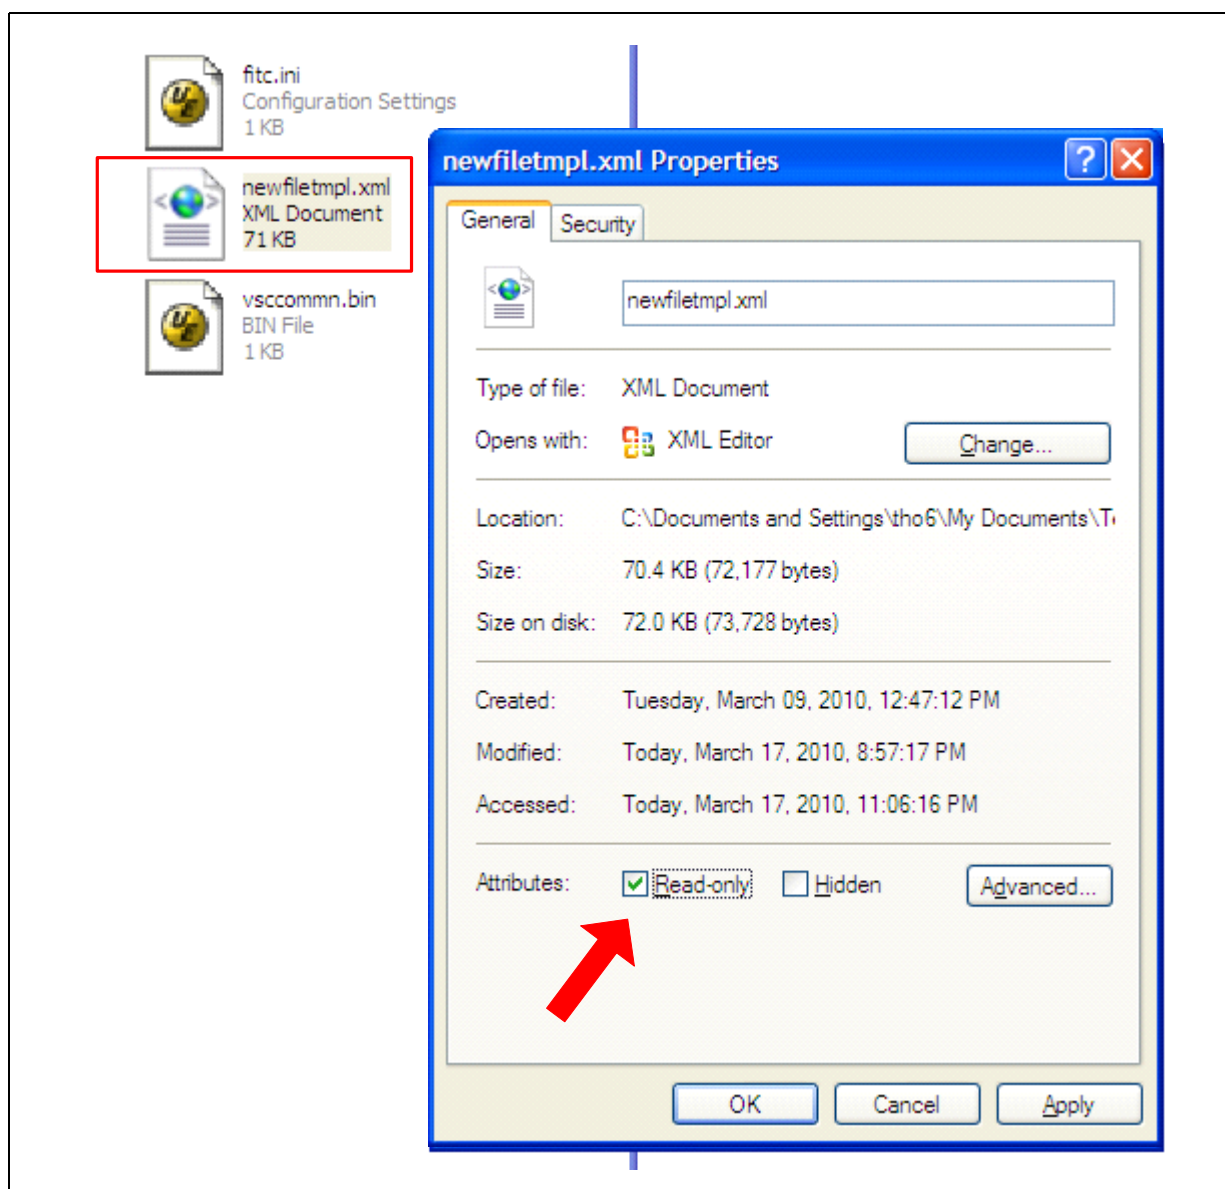 fitc.ini
Configuration Settings
1 KB
newfiletmpl.xml
XML Document
71 KB
vsccommn.bin
BIN File
1 KB
newfiletmpl.xml Properties
General Security
newfiletmpl.xml
Type of file: XML Document
Opens with: XML Editor Change...
Location: C:\Documents and Settings\tho6\My Documents\T
Size: 70.4 KB (72,177 bytes)
Size on disk: 72.0 KB (73,728 bytes)
Created: Tuesday, March 09, 2010, 12:47:12 PM
Modified: Today, March 17, 2010, 8:57:17 PM
Accessed: Today, March 17, 2010, 11:06:16 PM
Attributes: Read-only Hidden Advanced...
OK Cancel Apply